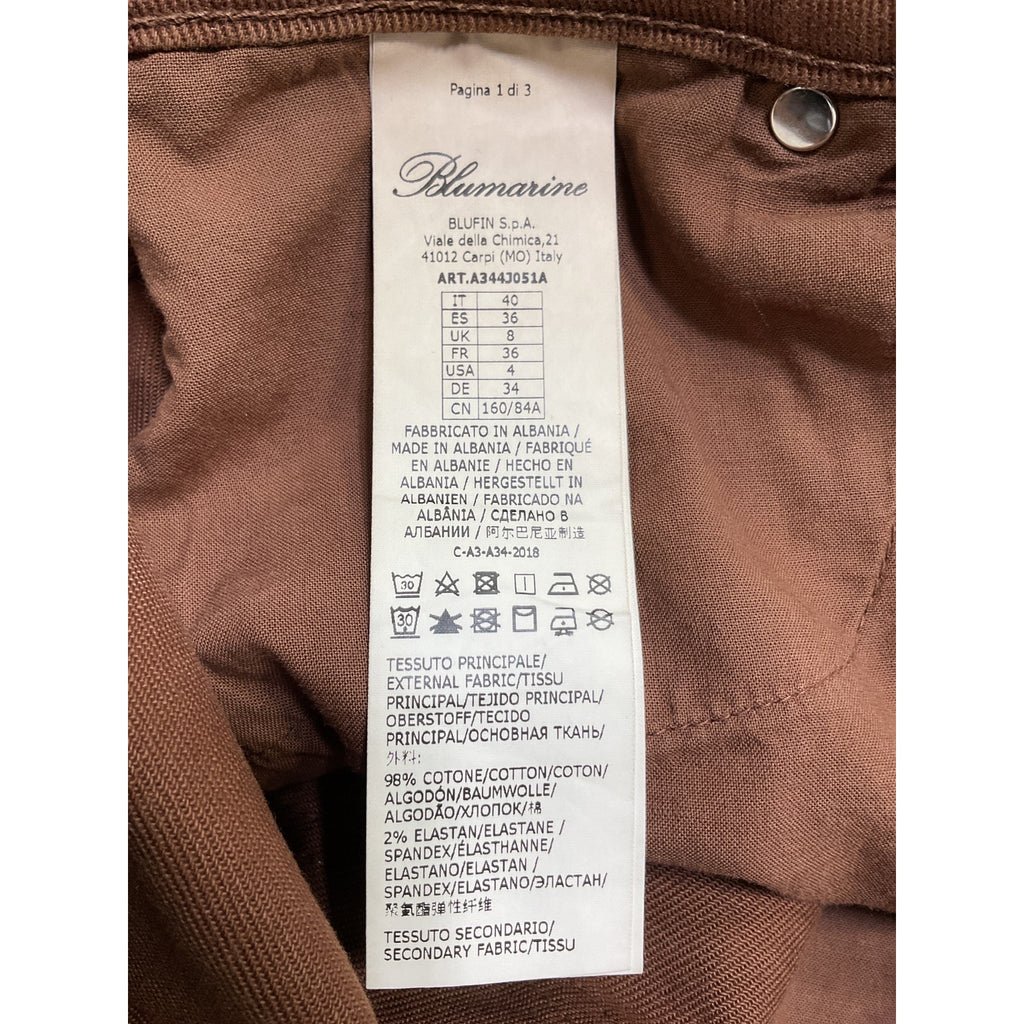 Pagina 1 di 3
Blumarine
BLUFIN S.p.A.
Viale della Chimica,21
41012 Carpi (MO) Italy
ART.A344J051A
IT 40
ES 36
UK 8
FR 36
USA 4
DE 34
CN 160/84A
FABBRICATO IN ALBANIA /
MADE IN ALBANIA / FABRIQUÉ
EN ALBANIE / HECHO EN
ALBANIA / HERGESTELLT IN
ALBANIEN / FABRICADO NA
ALBÂNIA / СДЕЛАНО В
АЛБАНИИ / 阿尔巴尼亚制造
C-A3-A34-2018
30
30
TESSUTO PRINCIPALE/
EXTERNAL FABRIC/TISSU
PRINCIPAL/TEJIDO PRINCIPAL/
OBERSTOFF/TECIDO
PRINCIPAL/ОСНОВНАЯ ТКАНЬ/
外料:
98% COTONE/COTTON/COTON/
ALGODÓN/BAUMWOLLE/
ALGODÃO/ХЛОПОК/棉
2% ELASTAN/ELASTANE /
SPANDEX/ÉLASTHANNE/
ELASTANO/ELASTAN /
SPANDEX/ELASTANO/ЭЛАСТАН/
聚氨酯弹性纤维
TESSUTO SECONDARIO/
SECONDARY FABRIC/TISSU